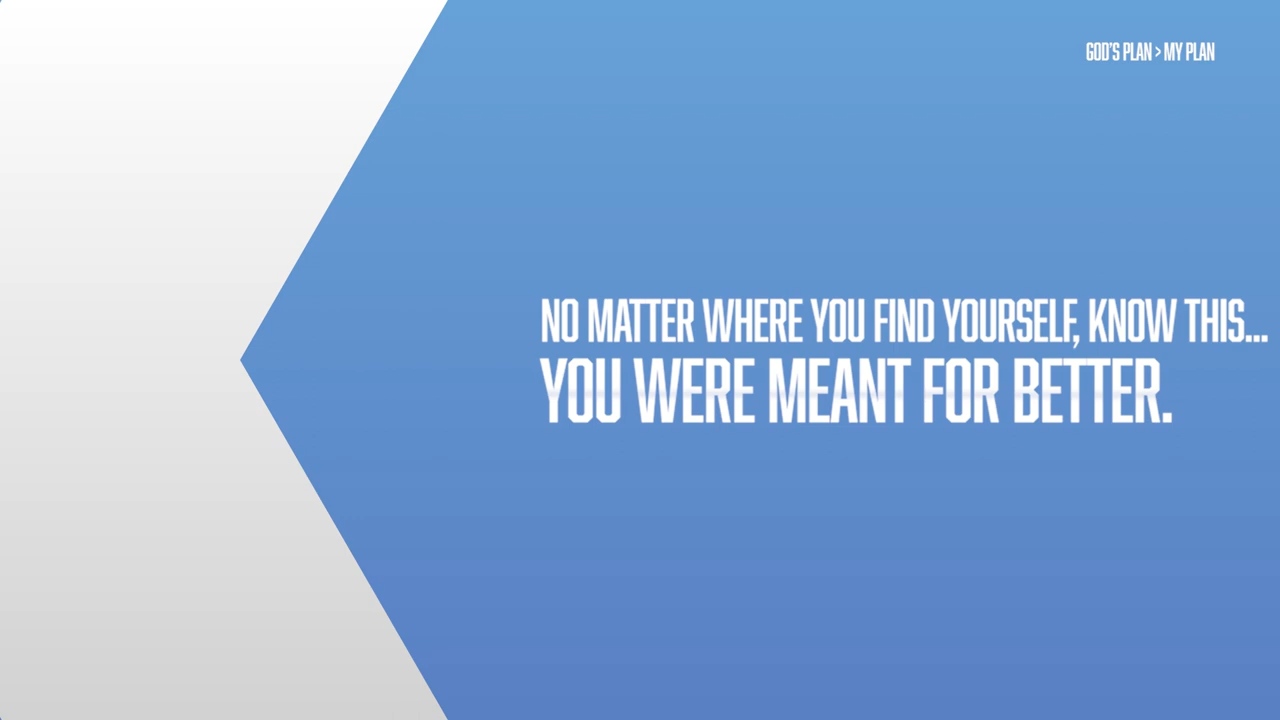 GOD'S PLAN > MY PLAN
NO MATTER WHERE YOU FIND YOURSELF, KNOW THIS...
YOU WERE MEANT FOR BETTER.